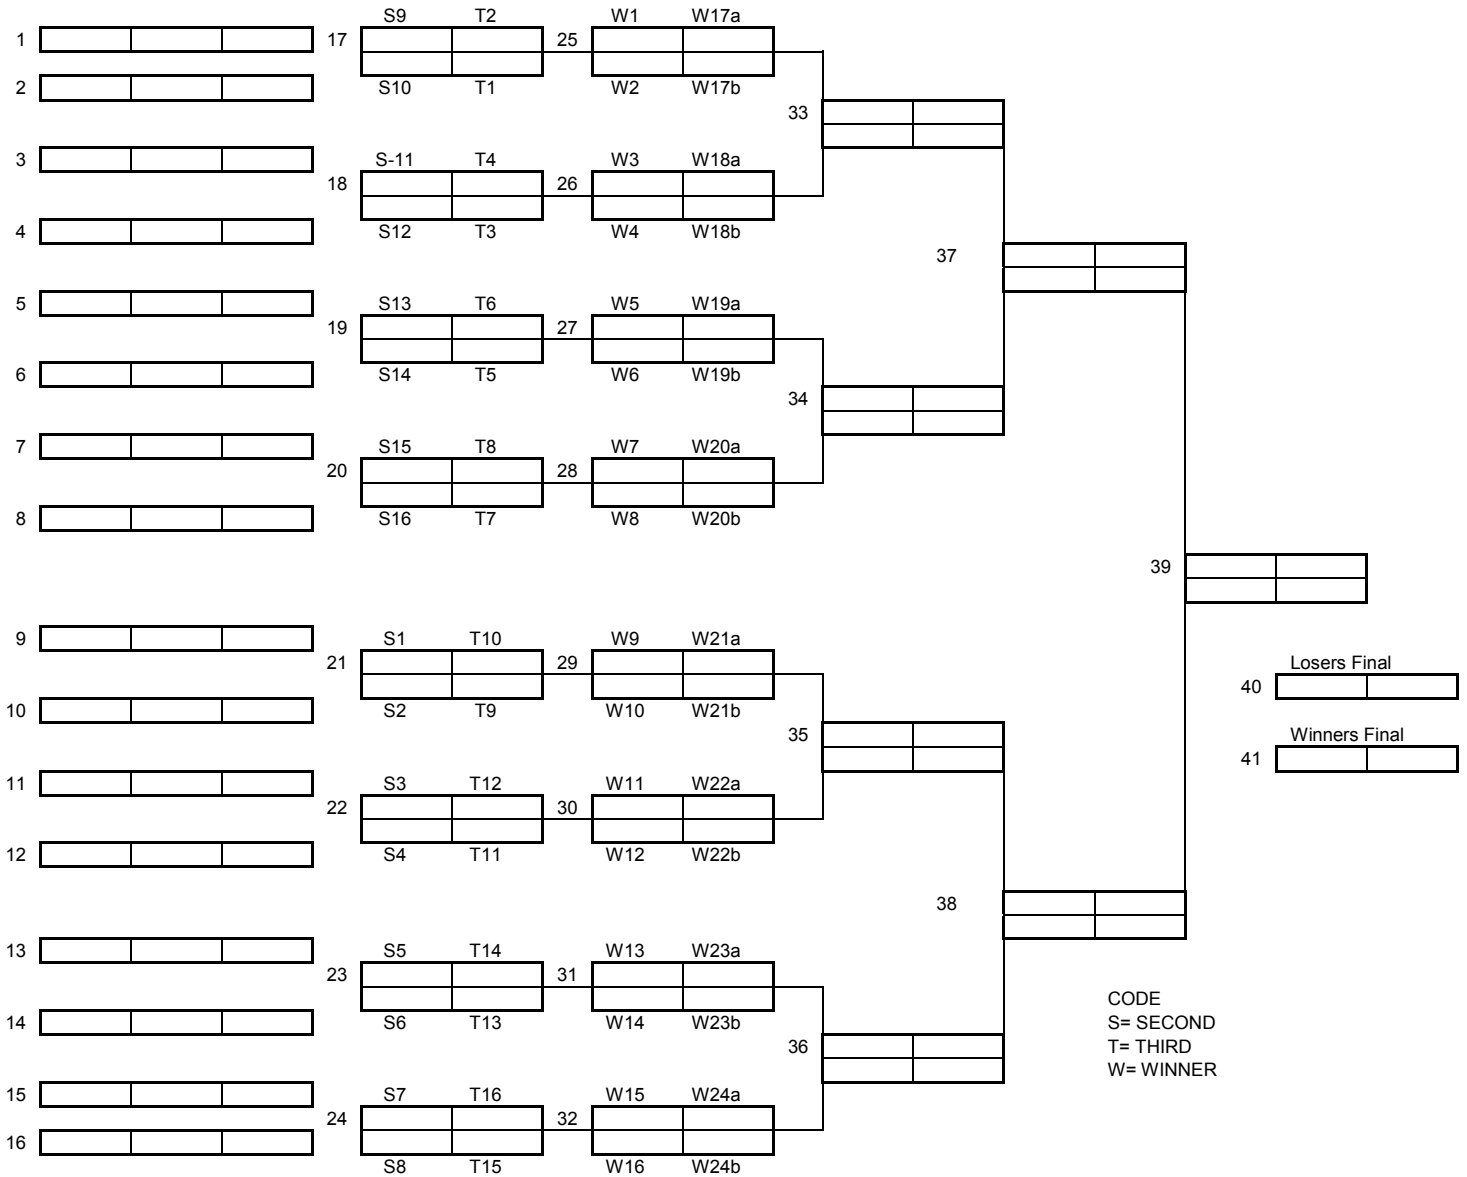 S9 T2 W1 W17a
1 17 25
2 S10 T1 W2 W17b
33
3 S-11 T4 W3 W18a
18 26
4 S12 T3 W4 W18b
37
5 S13 T6 W5 W19a
19 27
6 S14 T5 W6 W19b
34
7 S15 T8 W7 W20a
20 28
8 S16 T7 W8 W20b
39
9 S1 T10 W9 W21a
21 29 Losers Final
40
10 S2 T9 W10 W21b
35 Winners Final
41
11 S3 T12 W11 W22a
22 30
12 S4 T11 W12 W22b
38
13 S5 T14 W13 W23a
23 31
CODE
14 S6 T13 W14 W23b S= SECOND
36 T= THIRD
W= WINNER
15 S7 T16 W15 W24a
24 32
16
S8 T15 W16 W24b